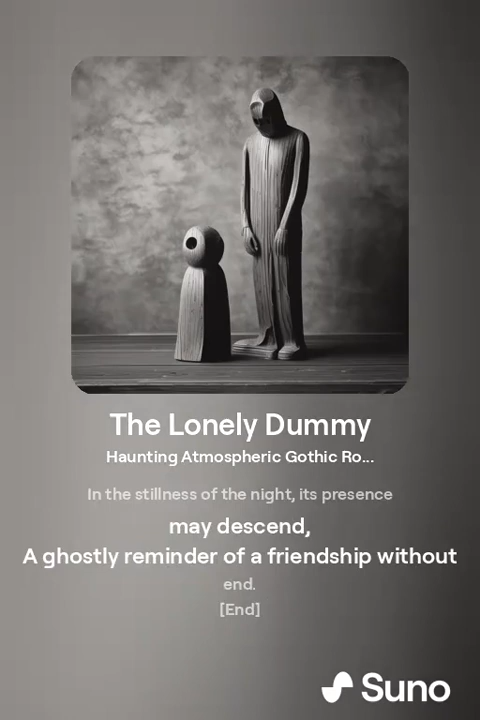 The Lonely Dummy
Haunting Atmospheric Gothic Ro...
In the stillness of the night, its presence
may descend,
A ghostly reminder of a friendship without
end.
[End]
Suno